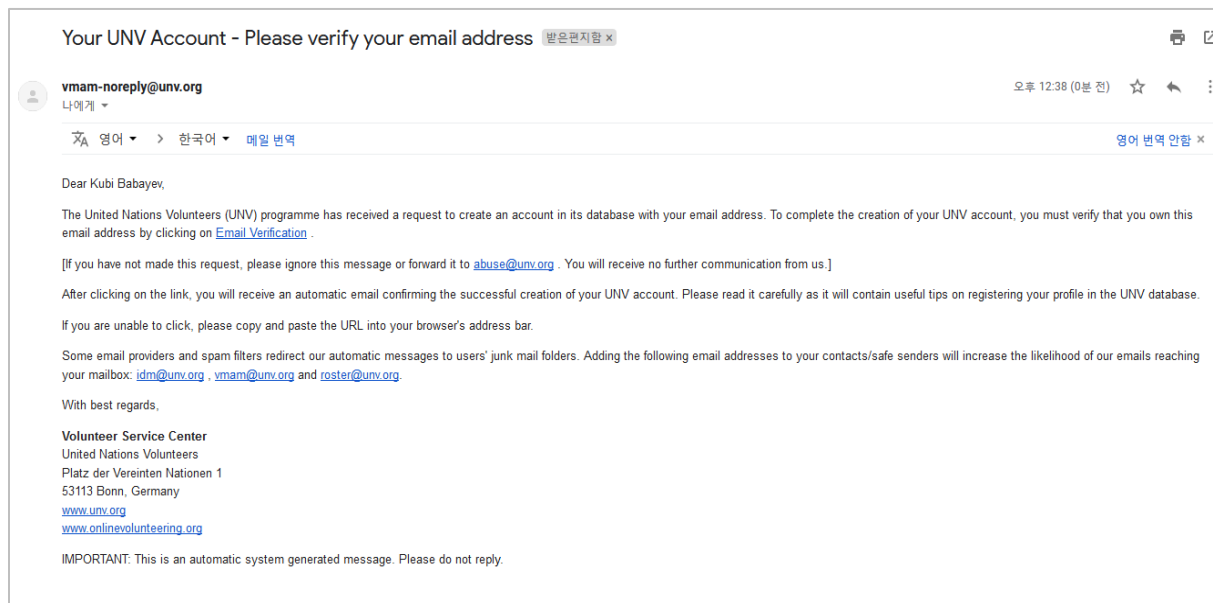 Your UNV Account - Please verify your email address 받은편지함 ×
vmam-noreply@unv.org
오후 12:38 (0분 전)
나에게
영어 > 한국어 메일 번역 영어 번역 안함 ×
Dear Kubi Babayev,
The United Nations Volunteers (UNV) programme has received a request to create an account in its database with your email address. To complete the creation of your UNV account, you must verify that you own this
email address by clicking on Email Verification .
[If you have not made this request, please ignore this message or forward it to abuse@unv.org . You will receive no further communication from us.]
After clicking on the link, you will receive an automatic email confirming the successful creation of your UNV account. Please read it carefully as it will contain useful tips on registering your profile in the UNV database.
If you are unable to click, please copy and paste the URL into your browser's address bar.
Some email providers and spam filters redirect our automatic messages to users' junk mail folders. Adding the following email addresses to your contacts/safe senders will increase the likelihood of our emails reaching
your mailbox: idm@unv.org , vmam@unv.org and roster@unv.org.
With best regards,
Volunteer Service Center
United Nations Volunteers
Platz der Vereinten Nationen 1
53113 Bonn, Germany
www.unv.org
www.onlinevolunteering.org
IMPORTANT: This is an automatic system generated message. Please do not reply.